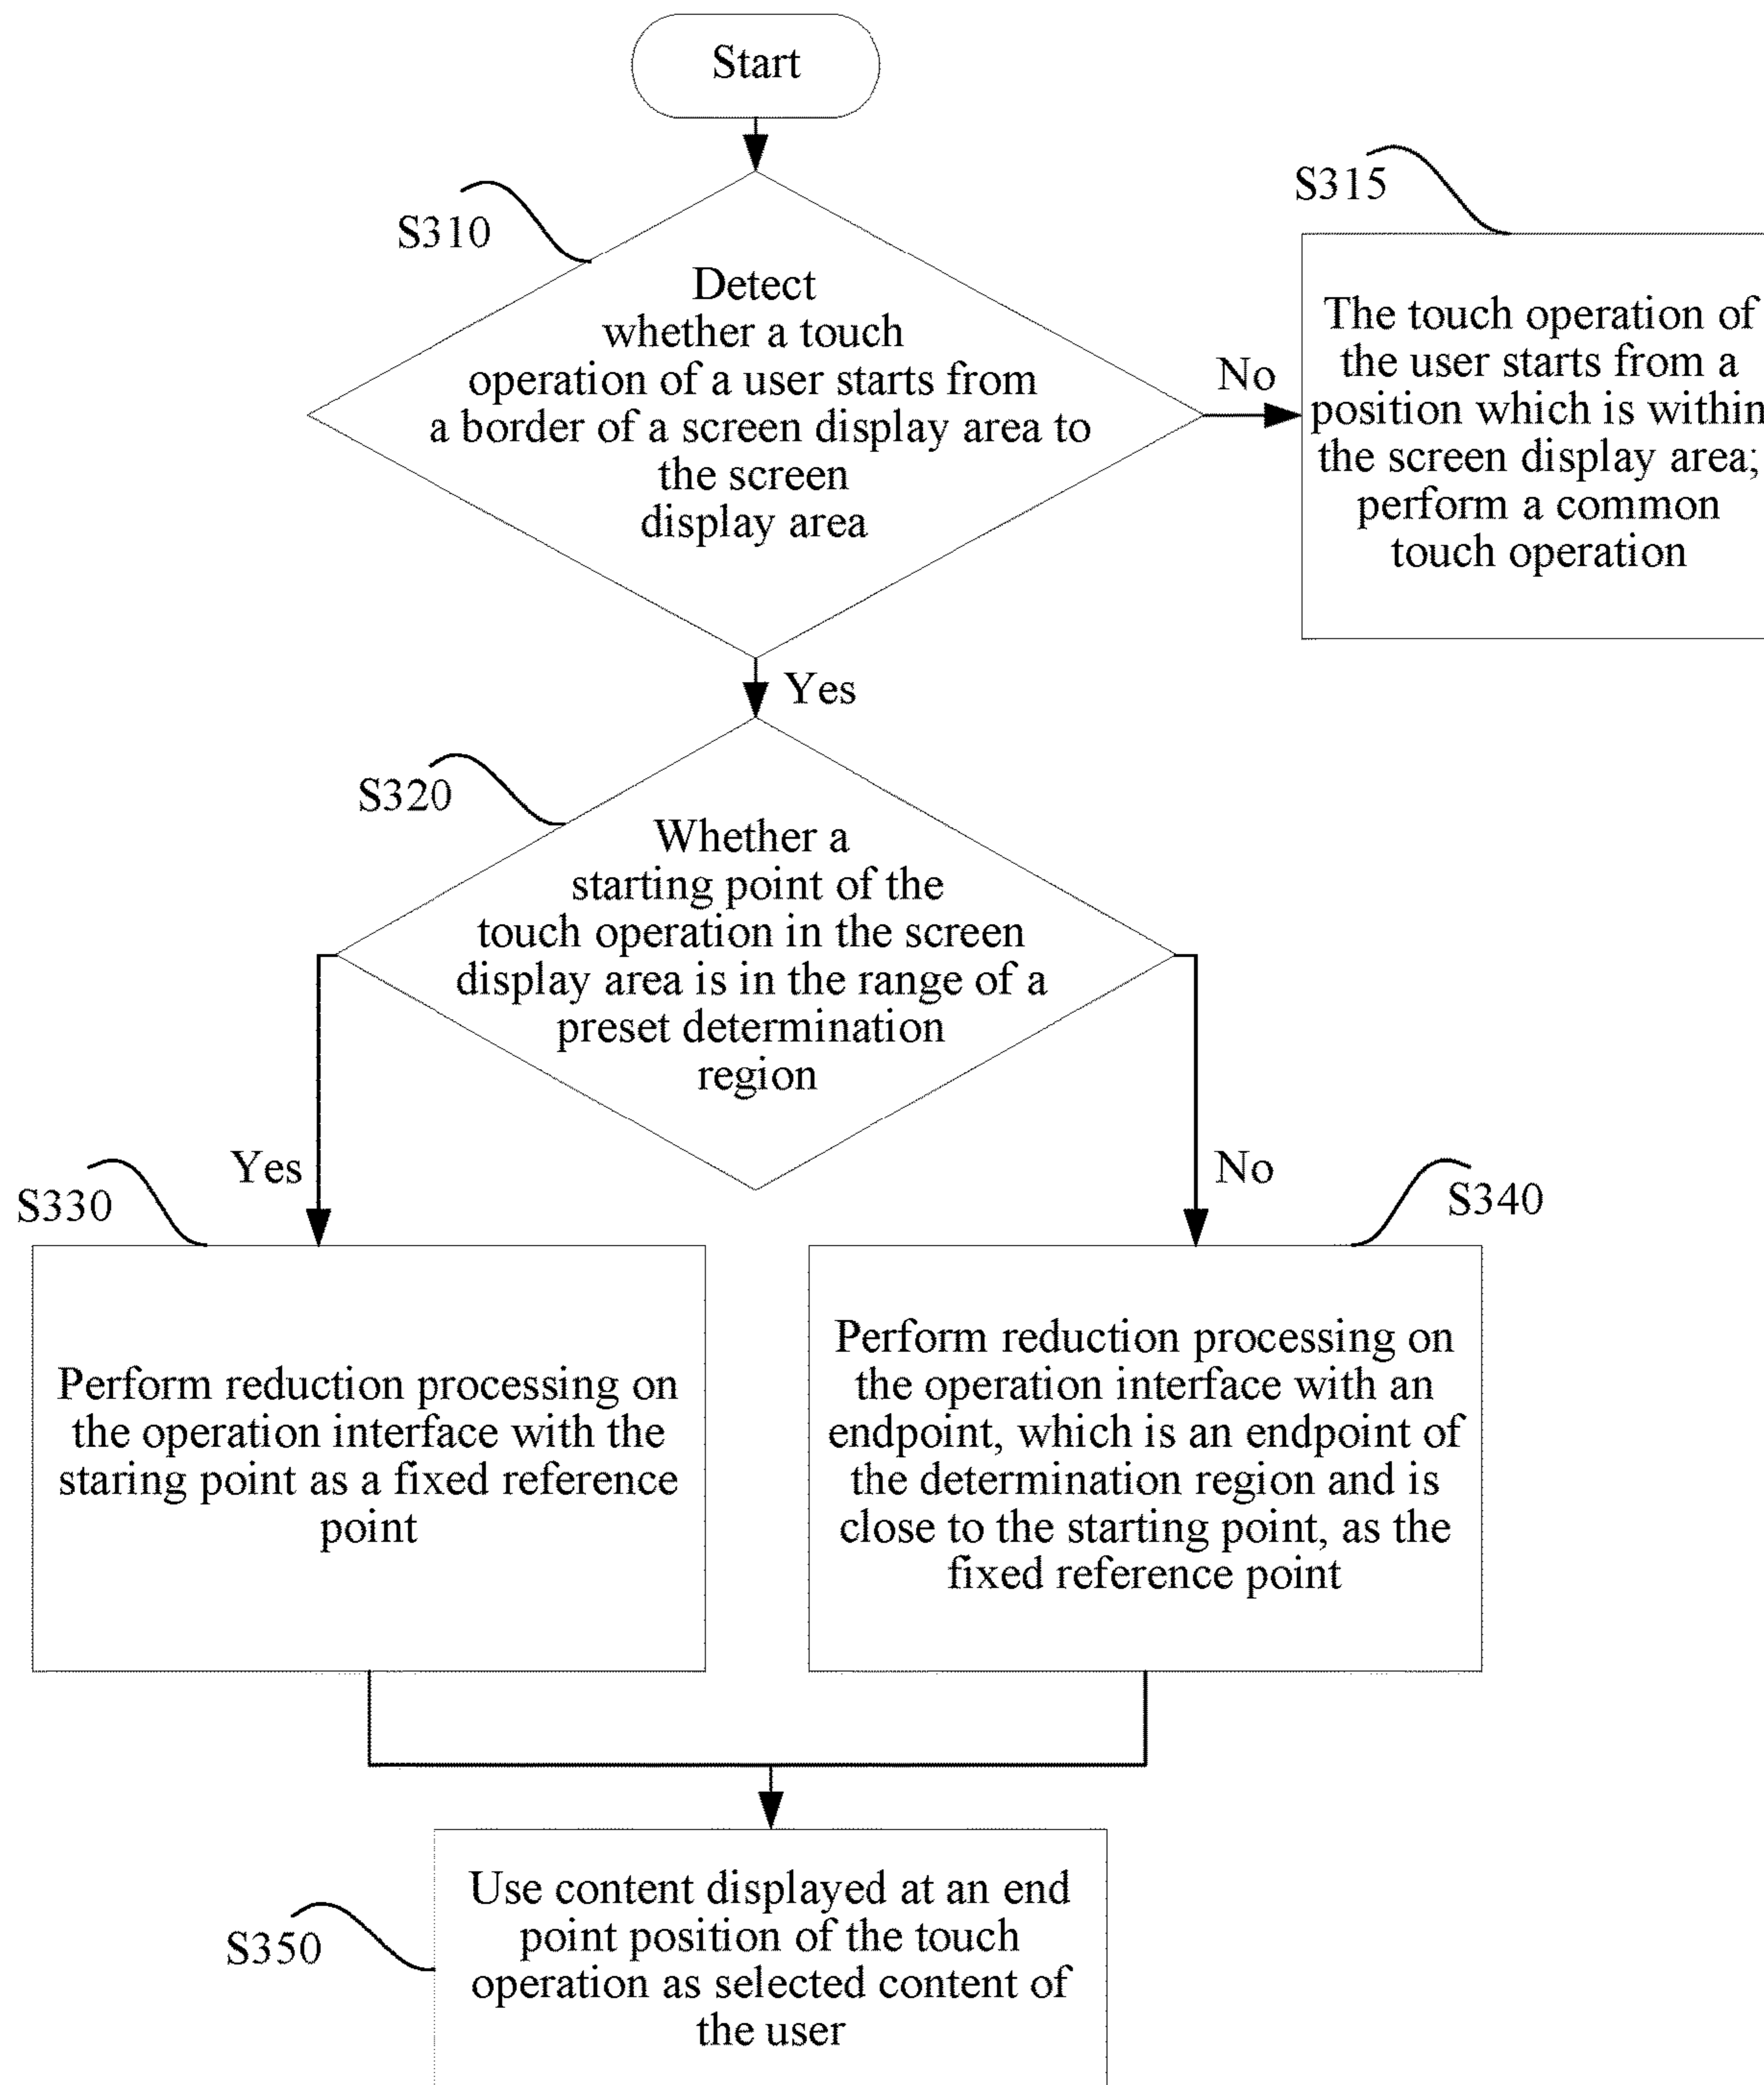 Start
S310
Detect
whether a touch
operation of a user starts from
a border of a screen display area to
the screen
display area
No
S315
The touch operation of
the user starts from a
position which is within
the screen display area;
perform a common
touch operation
Yes
S320
Whether a
starting point of the
touch operation in the screen
display area is in the range of a
preset determination
region
Yes
No
S330
Perform reduction processing on
the operation interface with the
staring point as a fixed reference
point
S340
Perform reduction processing on
the operation interface with an
endpoint, which is an endpoint of
the determination region and is
close to the starting point, as the
fixed reference point
S350
Use content displayed at an end
point position of the touch
operation as selected content of
the user